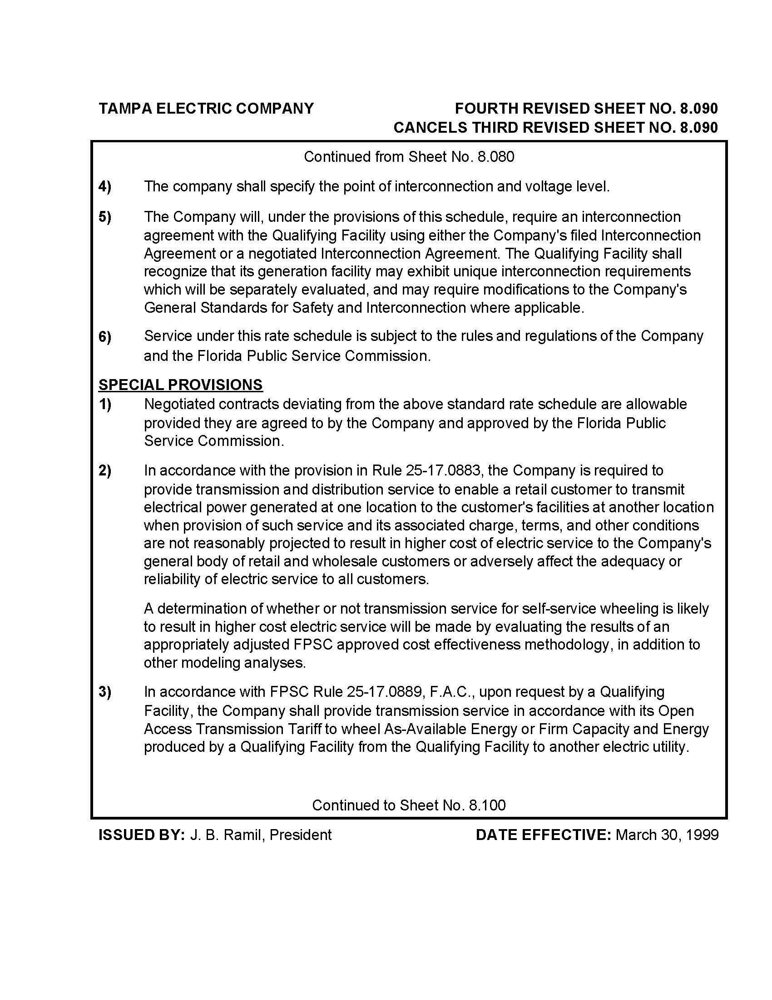 TAMPA ELECTRIC COMPANY
FOURTH REVISED SHEET NO. 8.090
CANCELS THIRD REVISED SHEET NO. 8.090
Continued from Sheet No. 8.080
4) The company shall specify the point of interconnection and voltage level.
5) The Company will, under the provisions of this schedule, require an interconnection
agreement with the Qualifying Facility using either the Company's filed Interconnection
Agreement or a negotiated Interconnection Agreement. The Qualifying Facility shall
recognize that its generation facility may exhibit unique interconnection requirements
which will be separately evaluated, and may require modifications to the Company's
General Standards for Safety and Interconnection where applicable.
6) Service under this rate schedule is subject to the rules and regulations of the Company
and the Florida Public Service Commission.
SPECIAL PROVISIONS
1) Negotiated contracts deviating from the above standard rate schedule are allowable
provided they are agreed to by the Company and approved by the Florida Public
Service Commission.
2) In accordance with the provision in Rule 25-17.0883, the Company is required to
provide transmission and distribution service to enable a retail customer to transmit
electrical power generated at one location to the customer's facilities at another location
when provision of such service and its associated charge, terms, and other conditions
are not reasonably projected to result in higher cost of electric service to the Company's
general body of retail and wholesale customers or adversely affect the adequacy or
reliability of electric service to all customers.
A determination of whether or not transmission service for self-service wheeling is likely
to result in higher cost electric service will be made by evaluating the results of an
appropriately adjusted FPSC approved cost effectiveness methodology, in addition to
other modeling analyses.
3) In accordance with FPSC Rule 25-17.0889, F.A.C., upon request by a Qualifying
Facility, the Company shall provide transmission service in accordance with its Open
Access Transmission Tariff to wheel As-Available Energy or Firm Capacity and Energy
produced by a Qualifying Facility from the Qualifying Facility to another electric utility.
Continued to Sheet No. 8.100
ISSUED BY: J. B. Ramil, President
DATE EFFECTIVE: March 30, 1999